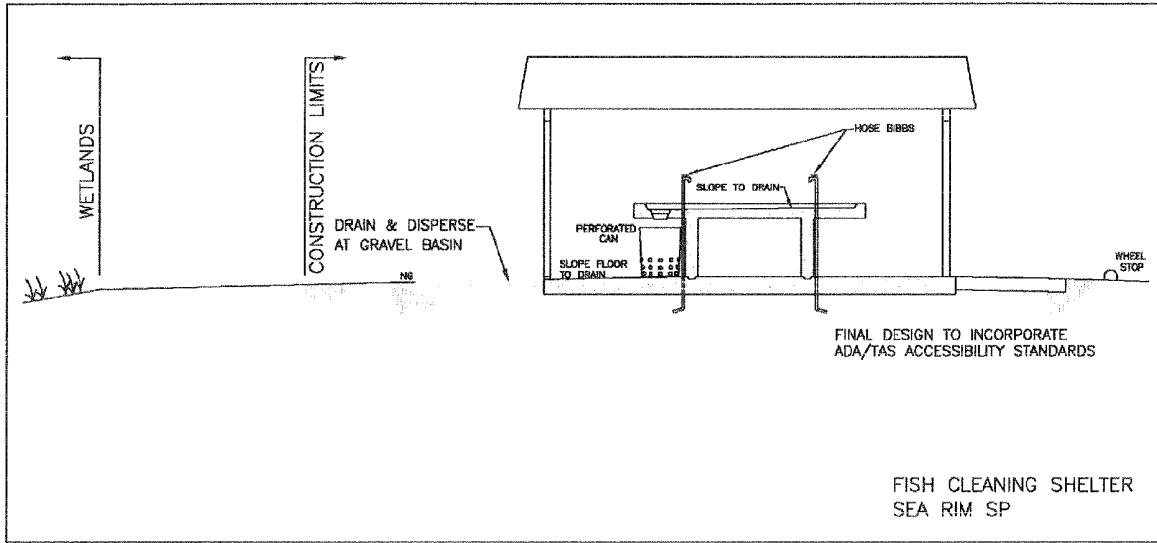 WETLANDS
CONSTRUCTION LIMITS
DRAIN & DISPERSE
AT GRAVEL BASIN
NG
HOSE BIBBS
SLOPE TO DRAIN
PERFORATED
CAN
SLOPE FLOOR
TO DRAIN
WHEEL
STOP
FINAL DESIGN TO INCORPORATE
ADA/TAS ACCESSIBILITY STANDARDS
FISH CLEANING SHELTER
SEA RIM SP